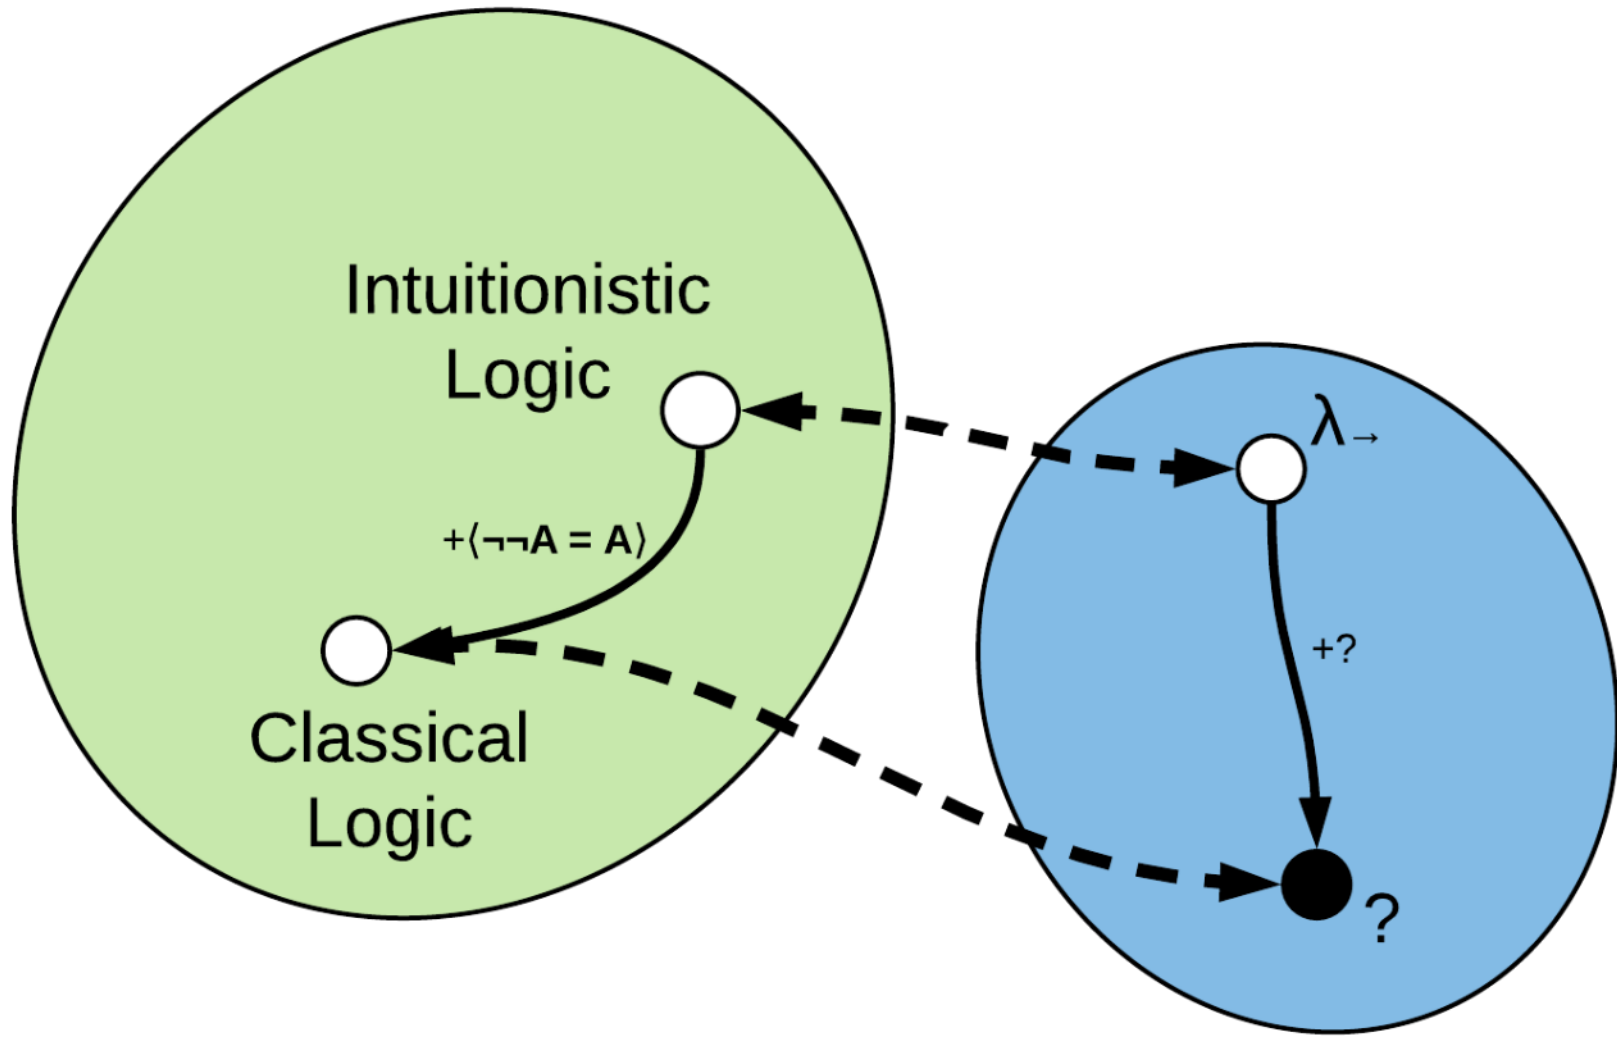 Intuitionistic
Logic
λ→
+⟨¬¬A = A⟩
+?
Classical
Logic
?